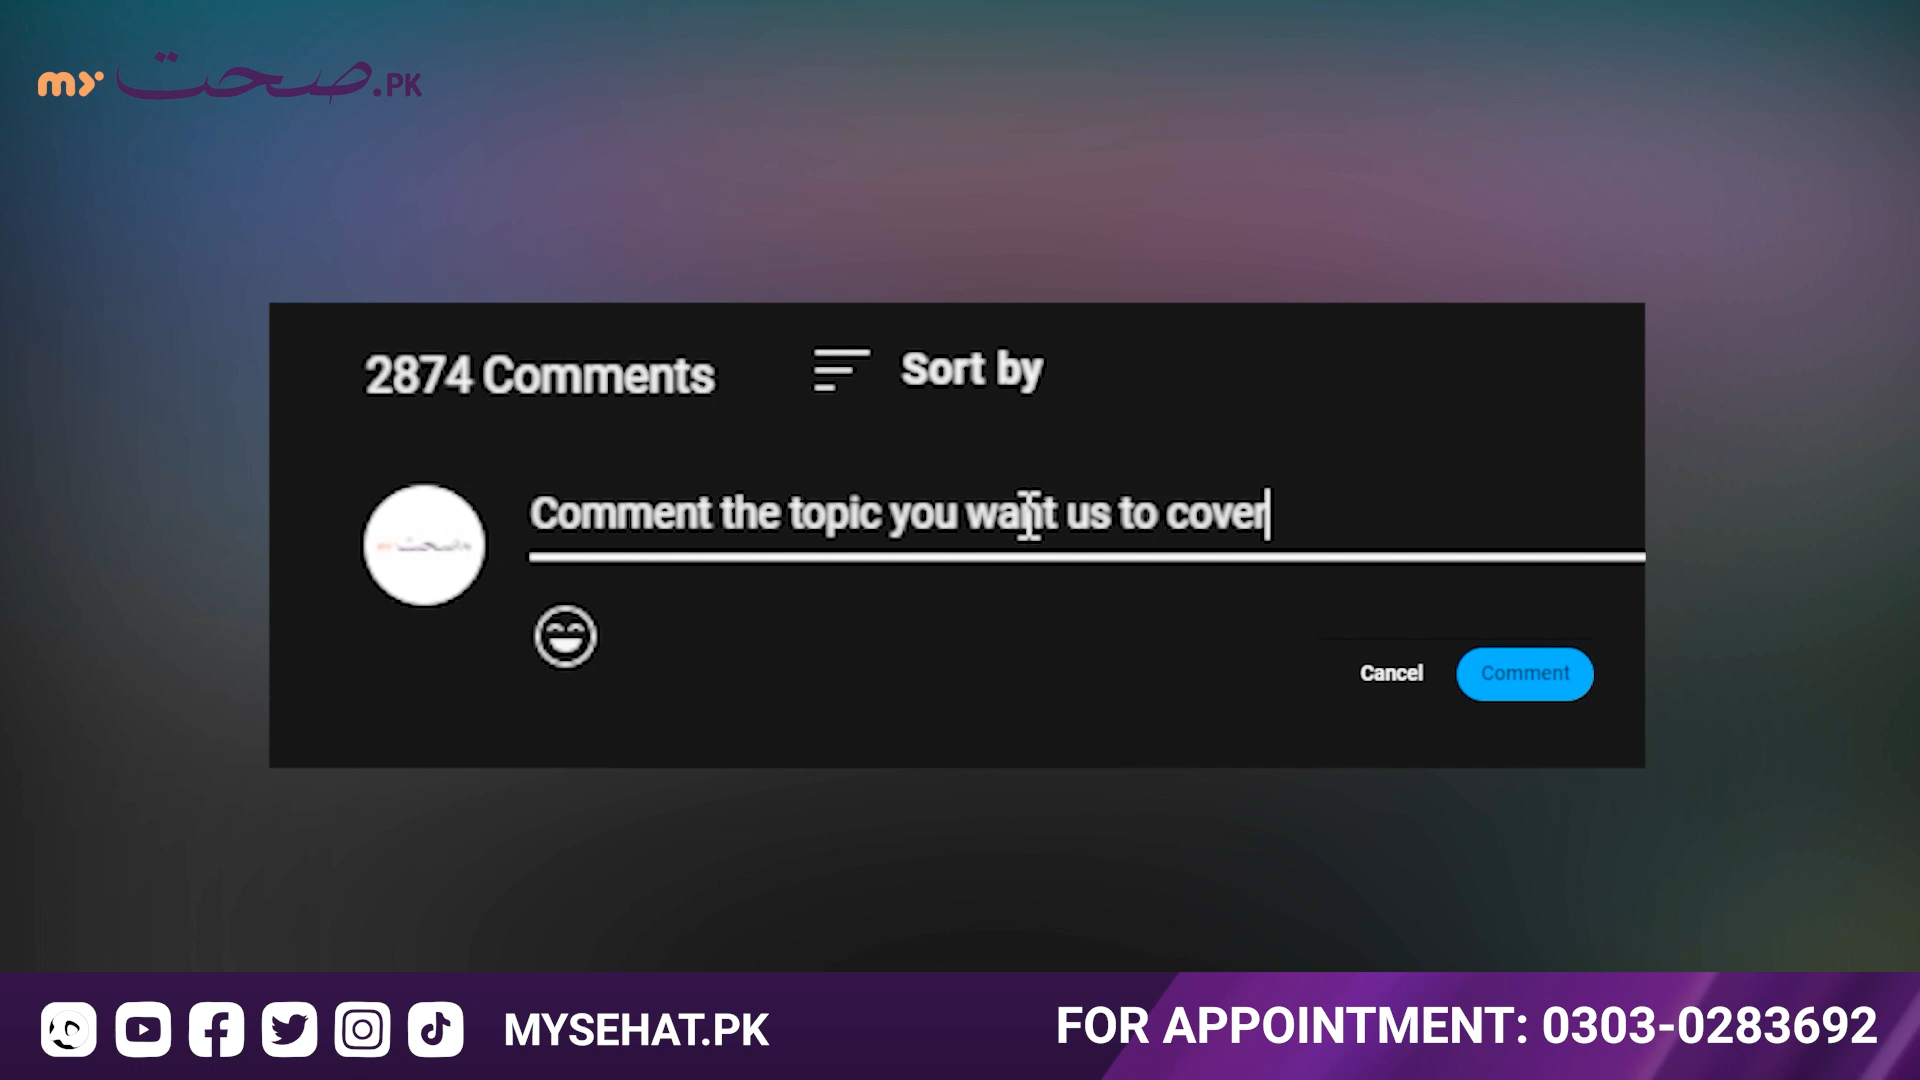 my صحت.PK
2874 Comments
Sort by
Comment the topic you want us to cover
Cancel
Comment
MYSEHAT.PK
FOR APPOINTMENT: 0303-0283692